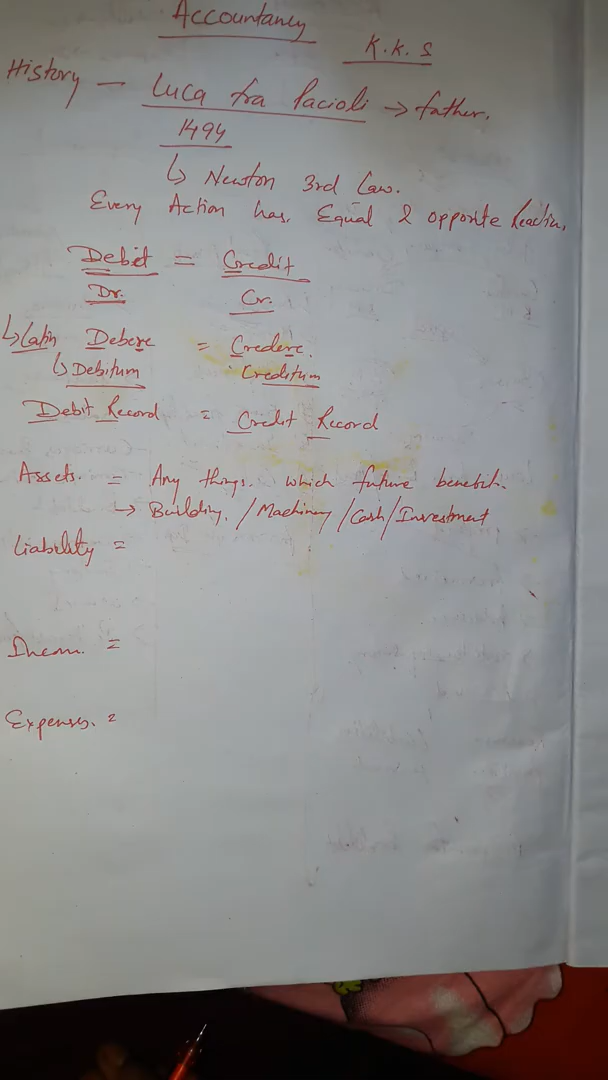 Accountancy
K.K.S
History – Luca fra Pacioli → father.
1494
↳ Newton 3rd Law.
Every Action has Equal & opposite Reaction.
Debit = Credit
Dr. Cr.
↳ Latin Debere = Credere.
↳ Debitum Creditum
Debit Record = Credit Record
Assets. = Any things. which future benefit.
→ Building. / Machinery / Cash / Investment
Liability =
Incom. =
Expenses. =